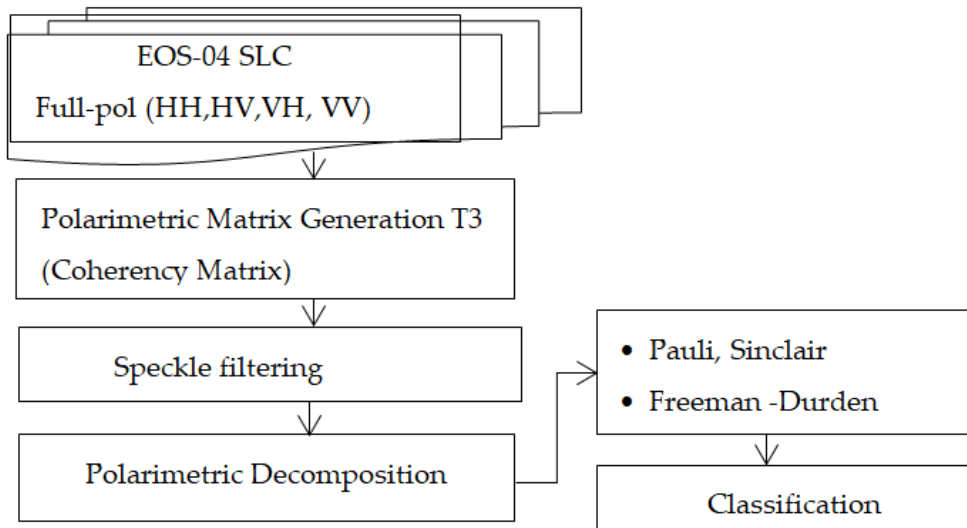 EOS-04 SLC
Full-pol (HH,HV,VH, VV)
Polarimetric Matrix Generation T3
(Coherency Matrix)
Speckle filtering
Polarimetric Decomposition
• Pauli, Sinclair
• Freeman -Durden
Classification